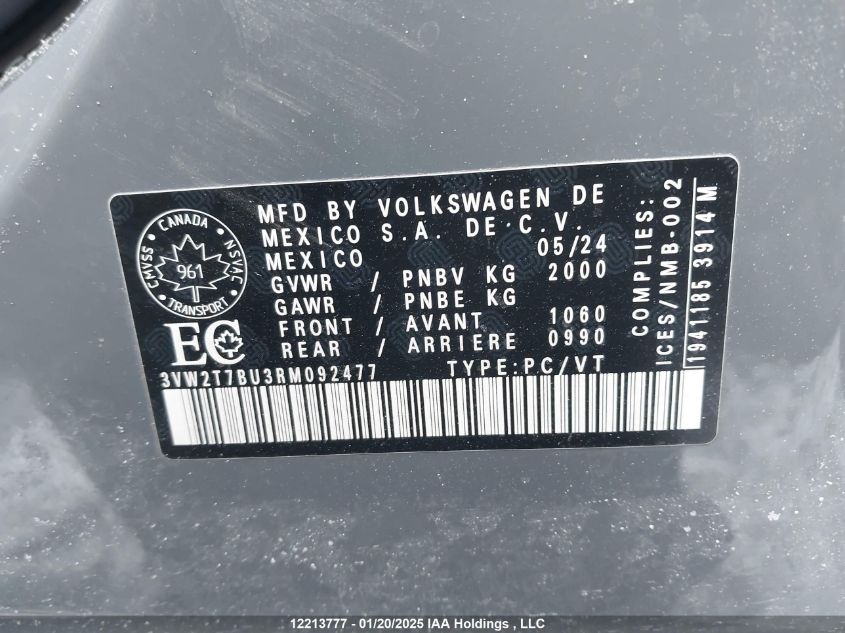 MFD BY VOLKSWAGEN DE
MEXICO S.A. DE C.V.
MEXICO 05/24
GVWR / PNBV KG 2000
GAWR / PNBE KG
FRONT / AVANT 1060
REAR / ARRIERE 0990
3VW2T7BU3RM092477 TYPE:PC/VT
CANADA
CMVSS
NSVAC
961
TRANSPORT
EC
COMPLIES:
ICES/NMB-002
1941185 3914 M
12213777 - 01/20/2025 IAA Holdings , LLC